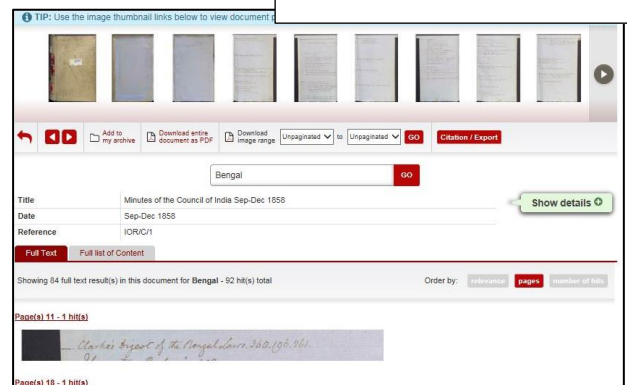 TIP: Use the image thumbnail links below to view document p
Add to my archive
Download entire document as PDF
Download image range
Unpaginated to Unpaginated GO
Citation / Export
Bengal GO
Title Minutes of the Council of India Sep-Dec 1858
Show details
Date Sep-Dec 1858
Reference IOR/C/1
Full Text Full list of Content
Showing 84 full text result(s) in this document for Bengal - 92 hit(s) total Order by: relevance pages number of hits
Page(s) 11 - 1 hit(s)
Clarke's Digest of the Bengal Laws. 360.
Page(s) 18 - 1 hit(s)